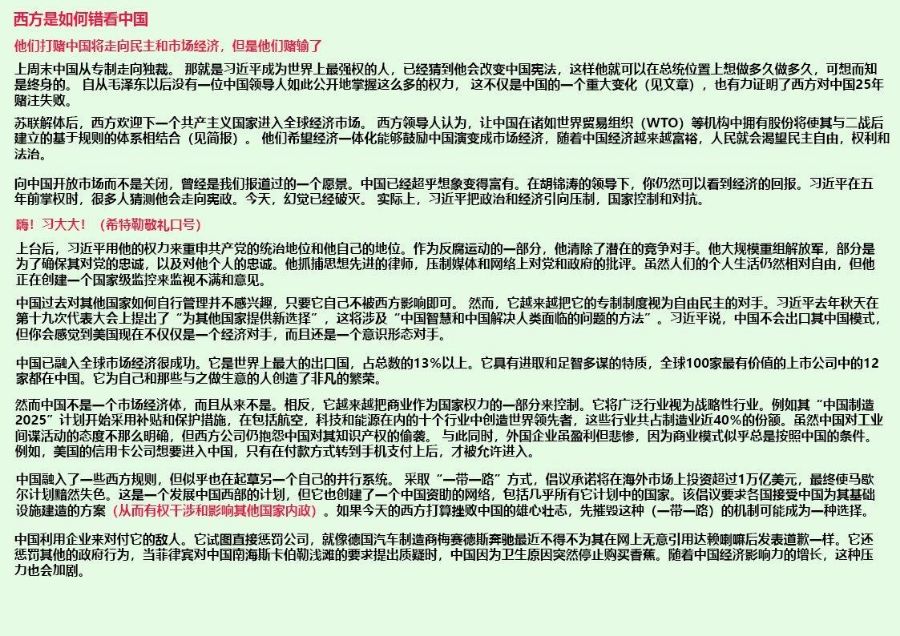 西方是如何错看中国
他们打赌中国将走向民主和市场经济，但是他们赌输了
上周末中国从专制走向独裁。 那就是习近平成为世界上最强权的人，已经猜到他会改变中国宪法，这样他就可以在总统位置上想做多久做多久，可想而知
是终身的。 自从毛泽东以后没有一位中国领导人如此公开地掌握这么多的权力， 这不仅是中国的一个重大变化（见文章），也有力证明了西方对中国25年
赌注失败。
苏联解体后，西方欢迎下一个共产主义国家进入全球经济市场。 西方领导人认为，让中国在诸如世界贸易组织（WTO）等机构中拥有股份将使其与二战后
建立的基于规则的体系相结合（见简报）。 他们希望经济一体化能够鼓励中国演变成市场经济，随着中国经济越来越富裕，人民就会渴望民主自由，权利和
法治。
向中国开放市场而不是关闭，曾经是我们报道过的一个愿景。中国已经超乎想象变得富有。在胡锦涛的领导下，你仍然可以看到经济的回报。习近平在五
年前掌权时，很多人猜测他会走向宪政。今天，幻觉已经破灭。 实际上，习近平把政治和经济引向压制，国家控制和对抗。
嗨！习大大！（希特勒敬礼口号）
上台后，习近平用他的权力来重申共产党的统治地位和他自己的地位。作为反腐运动的一部分，他清除了潜在的竞争对手。他大规模重组解放军，部分是
为了确保其对党的忠诚，以及对他个人的忠诚。他抓捕思想先进的律师，压制媒体和网络上对党和政府的批评。虽然人们的个人生活仍然相对自由，但他
正在创建一个国家级监控来监视不满和意见。
中国过去对其他国家如何自行管理并不感兴趣，只要它自己不被西方影响即可。 然而，它越来越把它的专制制度视为自由民主的对手。习近平去年秋天在
第十九次代表大会上提出了“为其他国家提供新选择”，这将涉及“中国智慧和中国解决人类面临的问题的方法”。习近平说，中国不会出口其中国模式，
但你会感觉到美国现在不仅仅是一个经济对手，而且还是一个意识形态对手。
中国已融入全球市场经济很成功。它是世界上最大的出口国，占总数的13%以上。它具有进取和足智多谋的特质，全球100家最有价值的上市公司中的12
家都在中国。它为自己和那些与之做生意的人创造了非凡的繁荣。
然而中国不是一个市场经济体，而且从来不是。相反，它越来越把商业作为国家权力的一部分来控制。它将广泛行业视为战略性行业。例如其“中国制造
2025”计划开始采用补贴和保护措施，在包括航空，科技和能源在内的十个行业中创造世界领先者，这些行业共占制造业近40%的份额。虽然中国对工业
间谍活动的态度不那么明确，但西方公司仍抱怨中国对其知识产权的偷袭。 与此同时，外国企业虽盈利但悲惨，因为商业模式似乎总是按照中国的条件。
例如，美国的信用卡公司想要进入中国，只有在付款方式转到手机支付上后，才被允许进入。
中国融入了一些西方规则，但似乎也在起草另一个自己的并行系统。 采取“一带一路”方式，倡议承诺将在海外市场上投资超过1万亿美元，最终使马歇
尔计划黯然失色。这是一个发展中国西部的计划，但它也创建了一个中国资助的网络，包括几乎所有它计划中的国家。该倡议要求各国接受中国为其基础
设施建造的方案（从而有权干涉和影响其他国家内政）。如果今天的西方打算挫败中国的雄心壮志，先摧毁这种（一带一路）的机制可能成为一种选择。
中国利用企业来对付它的敌人。它试图直接惩罚公司，就像德国汽车制造商梅赛德斯奔驰最近不得不为其在网上无意引用达赖喇嘛后发表道歉一样。它还
惩罚其他的政府行为，当菲律宾对中国南海斯卡伯勒浅滩的要求提出质疑时，中国因为卫生原因突然停止购买香蕉。随着中国经济影响力的增长，这种压
力也会加剧。